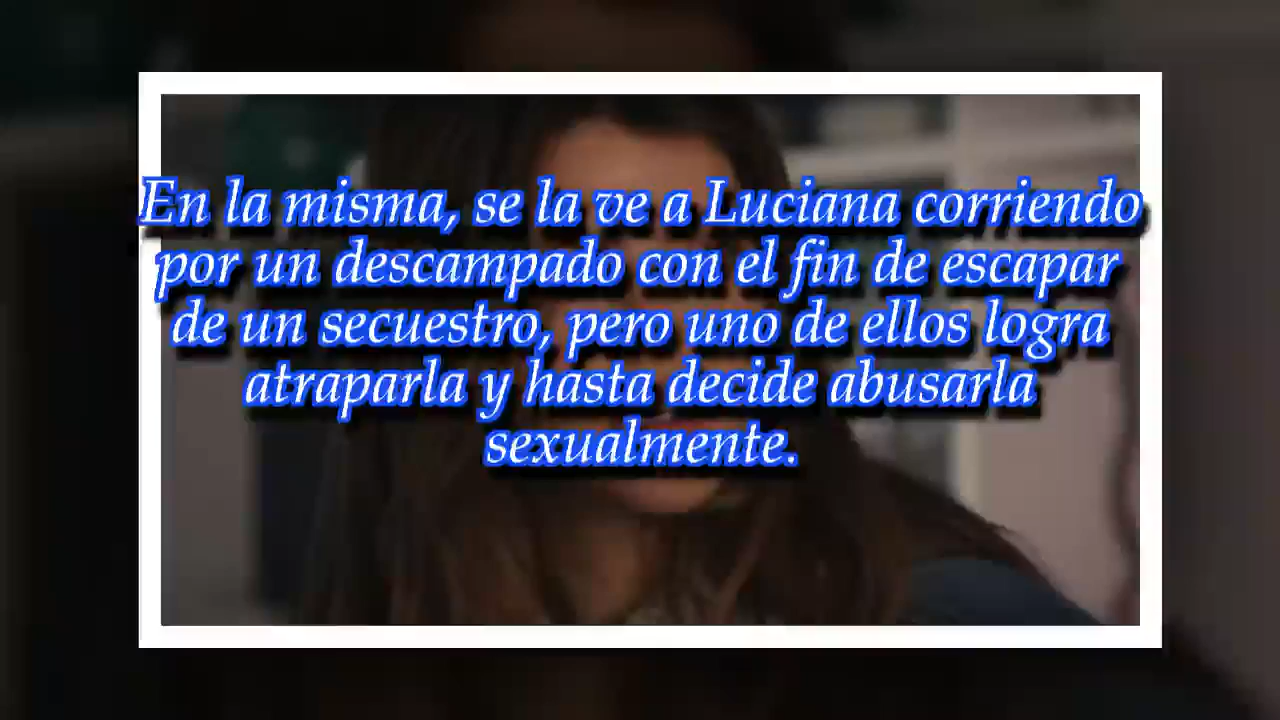 En la misma, se la ve a Luciana corriendo
por un descampado con el fin de escapar
de un secuestro, pero uno de ellos logra
atraparla y hasta decide abusarla
sexualmente.